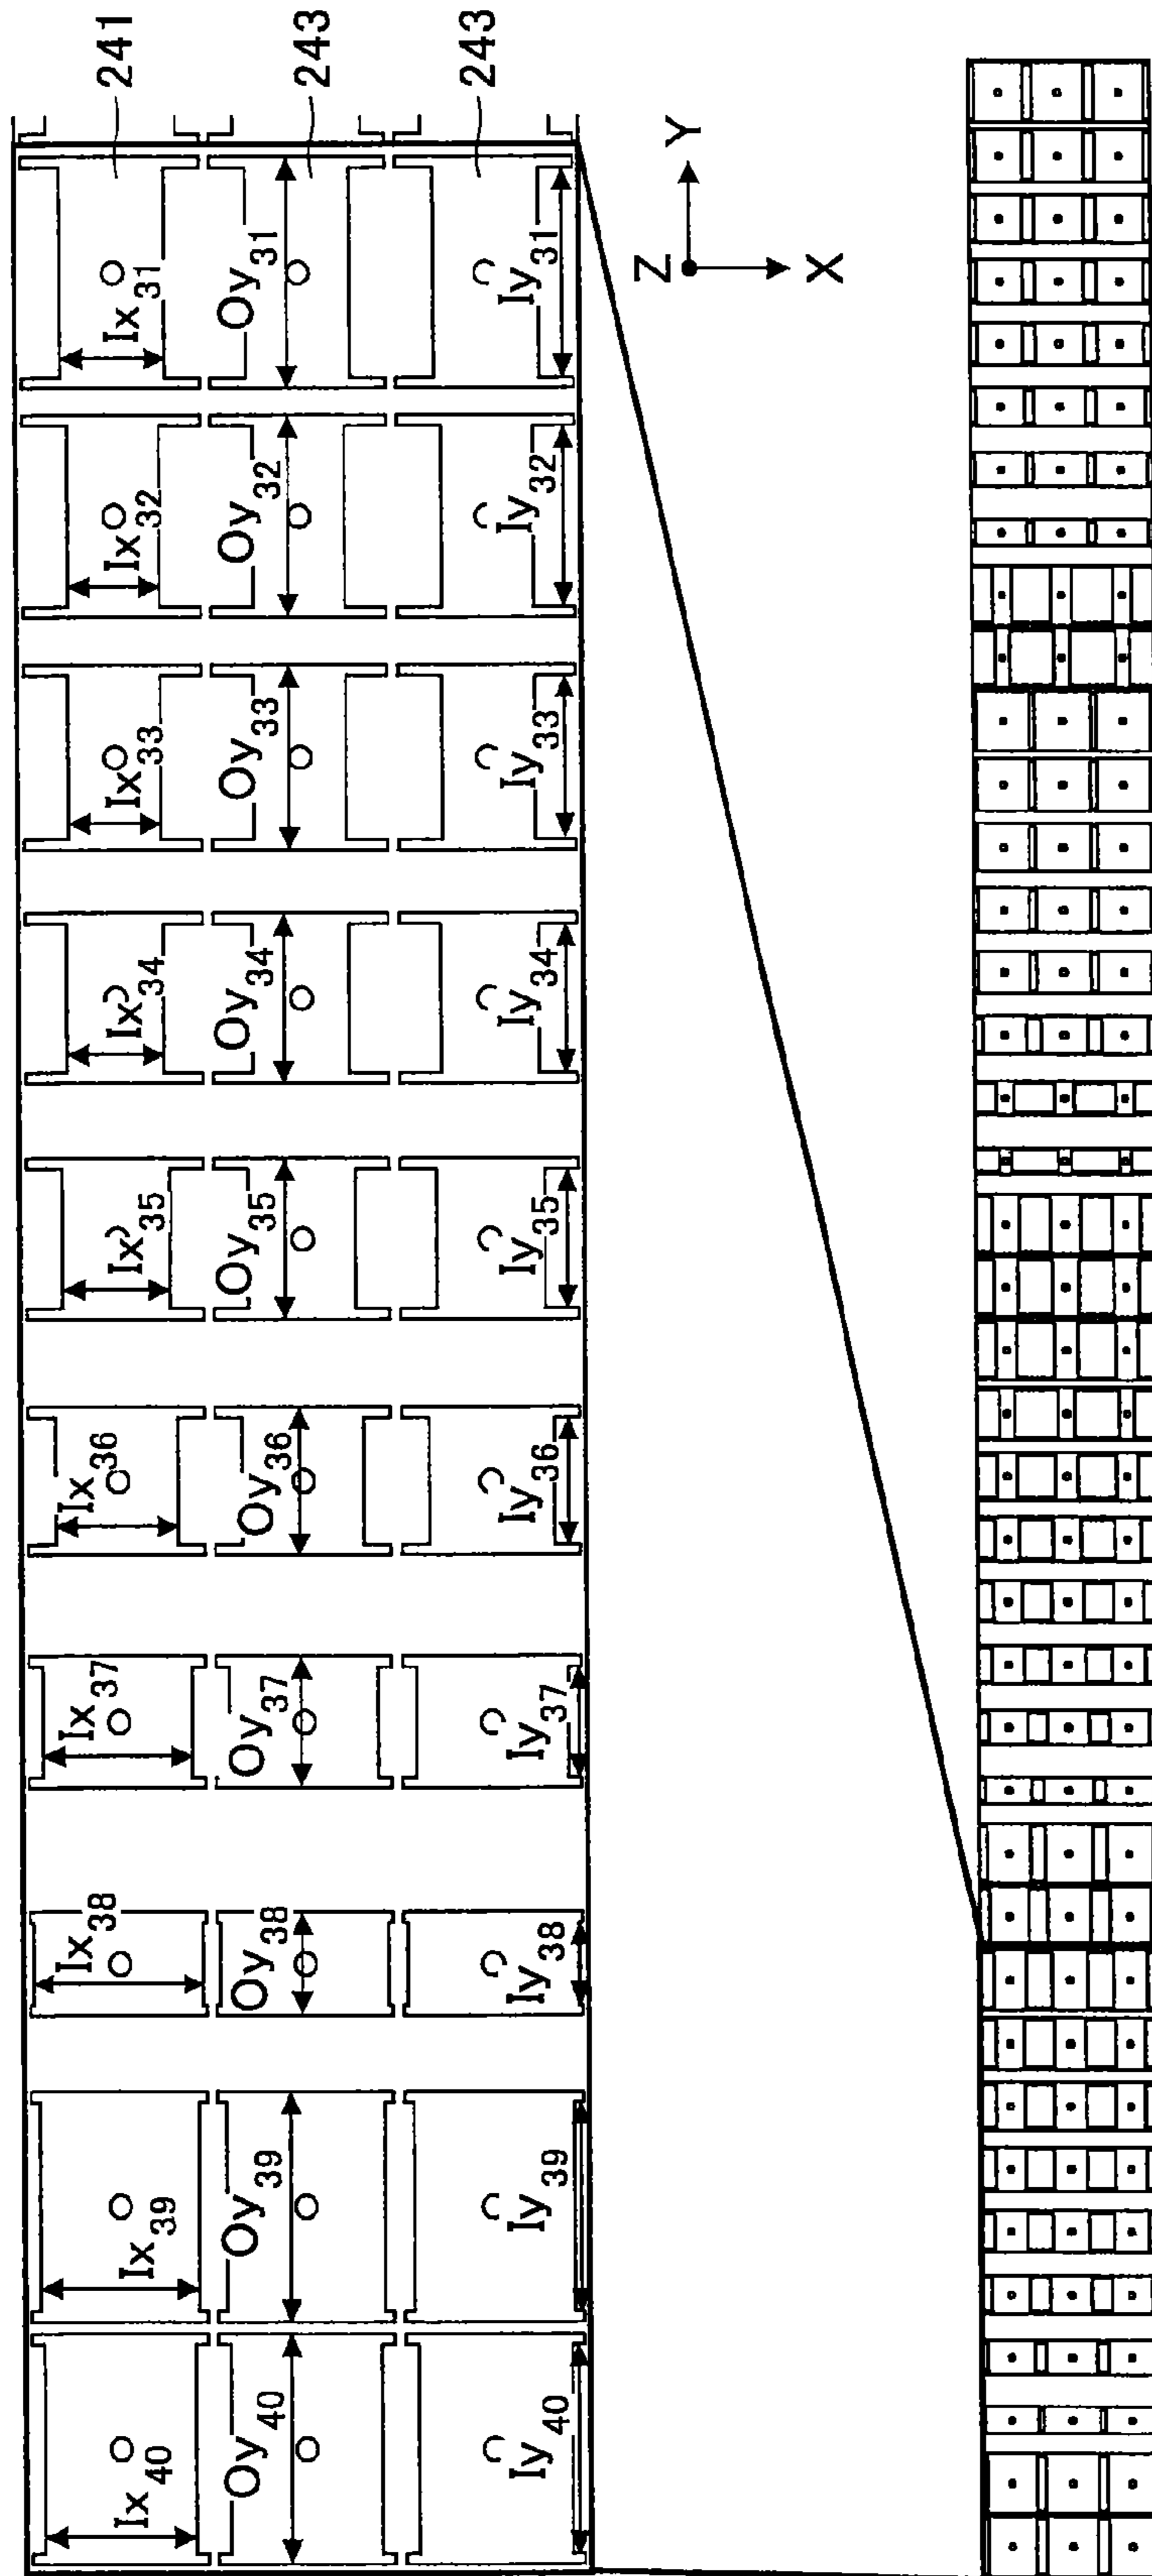 241
243
243
Ix31
Oy31
Iy31
Ix32
Oy32
Iy32
Ix33
Oy33
Iy33
Ix34
Oy34
Iy34
Ix35
Oy35
Iy35
Ix36
Oy36
Iy36
Ix37
Oy37
Iy37
Ix38
Oy38
Iy38
Ix39
Oy39
Iy39
Ix40
Oy40
Iy40
Z
Y
X